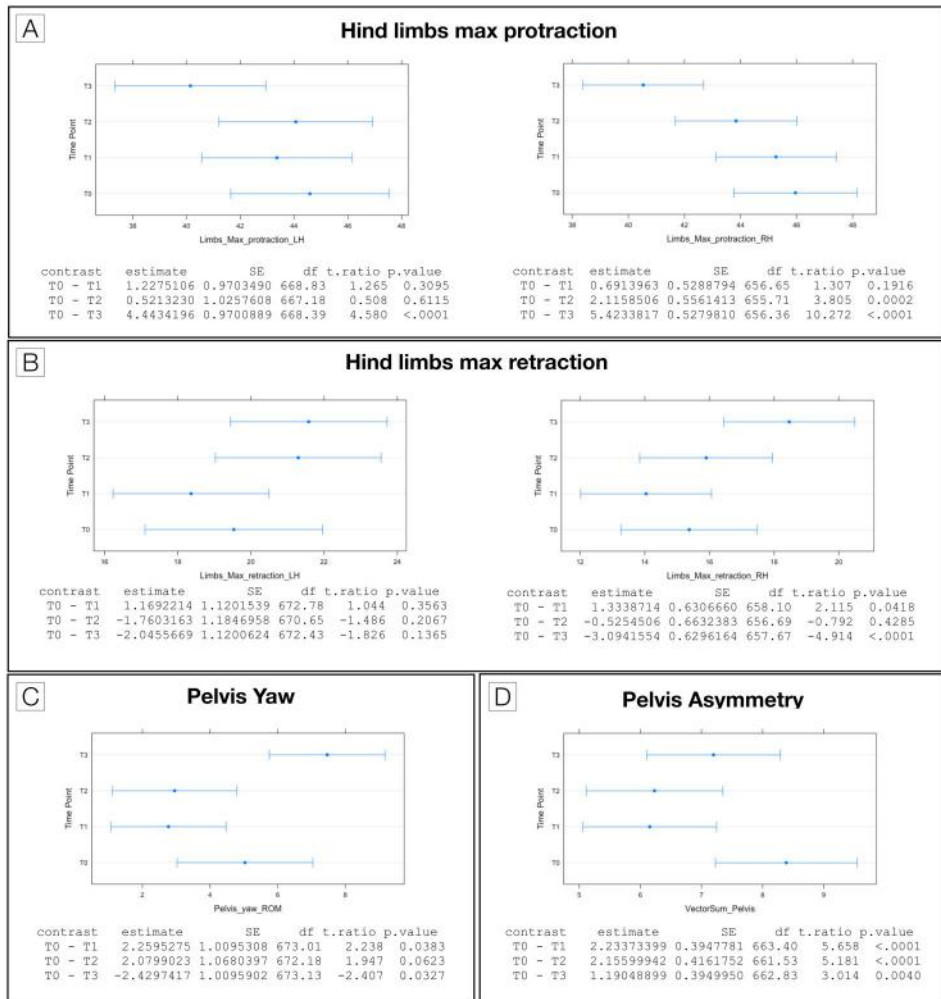 A
Hind limbs max protraction
T3
T2
T1
T0
Time Point
38 40 42 44 46 48
Limbs_Max_protraction_LH
contrast estimate SE df t.ratio p.value
T0 - T1 1.2275106 0.9703490 668.83 1.265 0.3095
T0 - T2 0.5213230 1.0257608 667.18 0.508 0.6115
T0 - T3 4.4434196 0.9700889 668.39 4.580 <.0001
T3
T2
T1
T0
Time Point
38 40 42 44 46 48
Limbs_Max_protraction_RH
contrast estimate SE df t.ratio p.value
T0 - T1 0.6913963 0.5288794 656.65 1.307 0.1916
T0 - T2 2.1158506 0.5561413 655.71 3.805 0.0002
T0 - T3 5.4233817 0.5279810 656.36 10.272 <.0001
B
Hind limbs max retraction
T3
T2
T1
T0
Time Point
16 18 20 22 24
Limbs_Max_retraction_LH
contrast estimate SE df t.ratio p.value
T0 - T1 1.1692214 1.1201539 672.78 1.044 0.3563
T0 - T2 -1.7603163 1.1846958 670.65 -1.486 0.2067
T0 - T3 -2.0455669 1.1200624 672.43 -1.826 0.1365
T3
T2
T1
T0
Time Point
12 14 16 18 20
Limbs_Max_retraction_RH
contrast estimate SE df t.ratio p.value
T0 - T1 1.3338714 0.6306660 658.10 2.115 0.0418
T0 - T2 -0.5254506 0.6632383 656.69 -0.792 0.4285
T0 - T3 -3.0941554 0.6296164 657.67 -4.914 <.0001
C
Pelvis Yaw
T3
T2
T1
T0
Time Point
2 4 6 8
Pelvis_yaw_ROM
contrast estimate SE df t.ratio p.value
T0 - T1 2.2595275 1.0095308 673.01 2.238 0.0383
T0 - T2 2.0799023 1.0680397 672.18 1.947 0.0623
T0 - T3 -2.4297417 1.0095902 673.13 -2.407 0.0327
D
Pelvis Asymmetry
T3
T2
T1
T0
Time Point
5 6 7 8 9
VectorSum_Pelvis
contrast estimate SE df t.ratio p.value
T0 - T1 2.23373399 0.3947781 663.40 5.658 <.0001
T0 - T2 2.15599942 0.4161752 661.53 5.181 <.0001
T0 - T3 1.19048899 0.3949950 662.83 3.014 0.0040